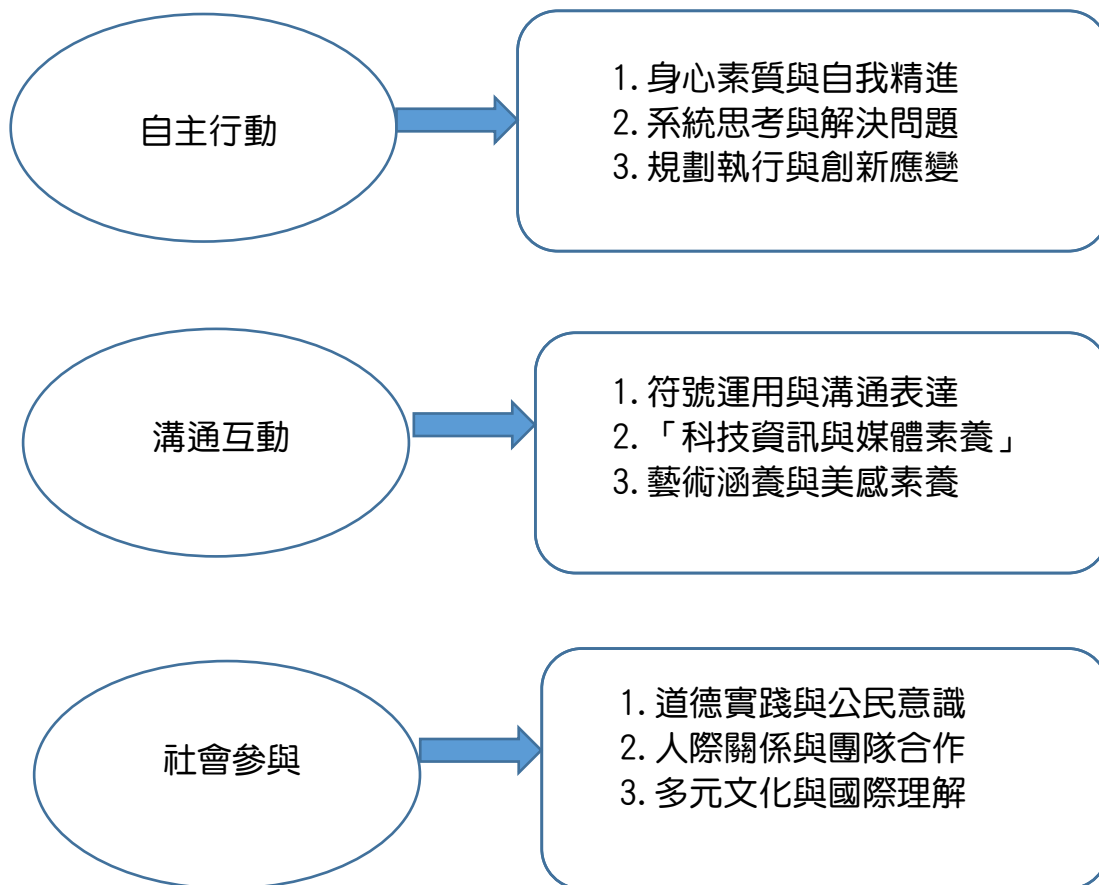 自主行動
1. 身心素質與自我精進
2. 系統思考與解決問題
3. 規劃執行與創新應變
溝通互動
1. 符號運用與溝通表達
2. 「科技資訊與媒體素養」
3. 藝術涵養與美感素養
社會參與
1. 道德實踐與公民意識
2. 人際關係與團隊合作
3. 多元文化與國際理解